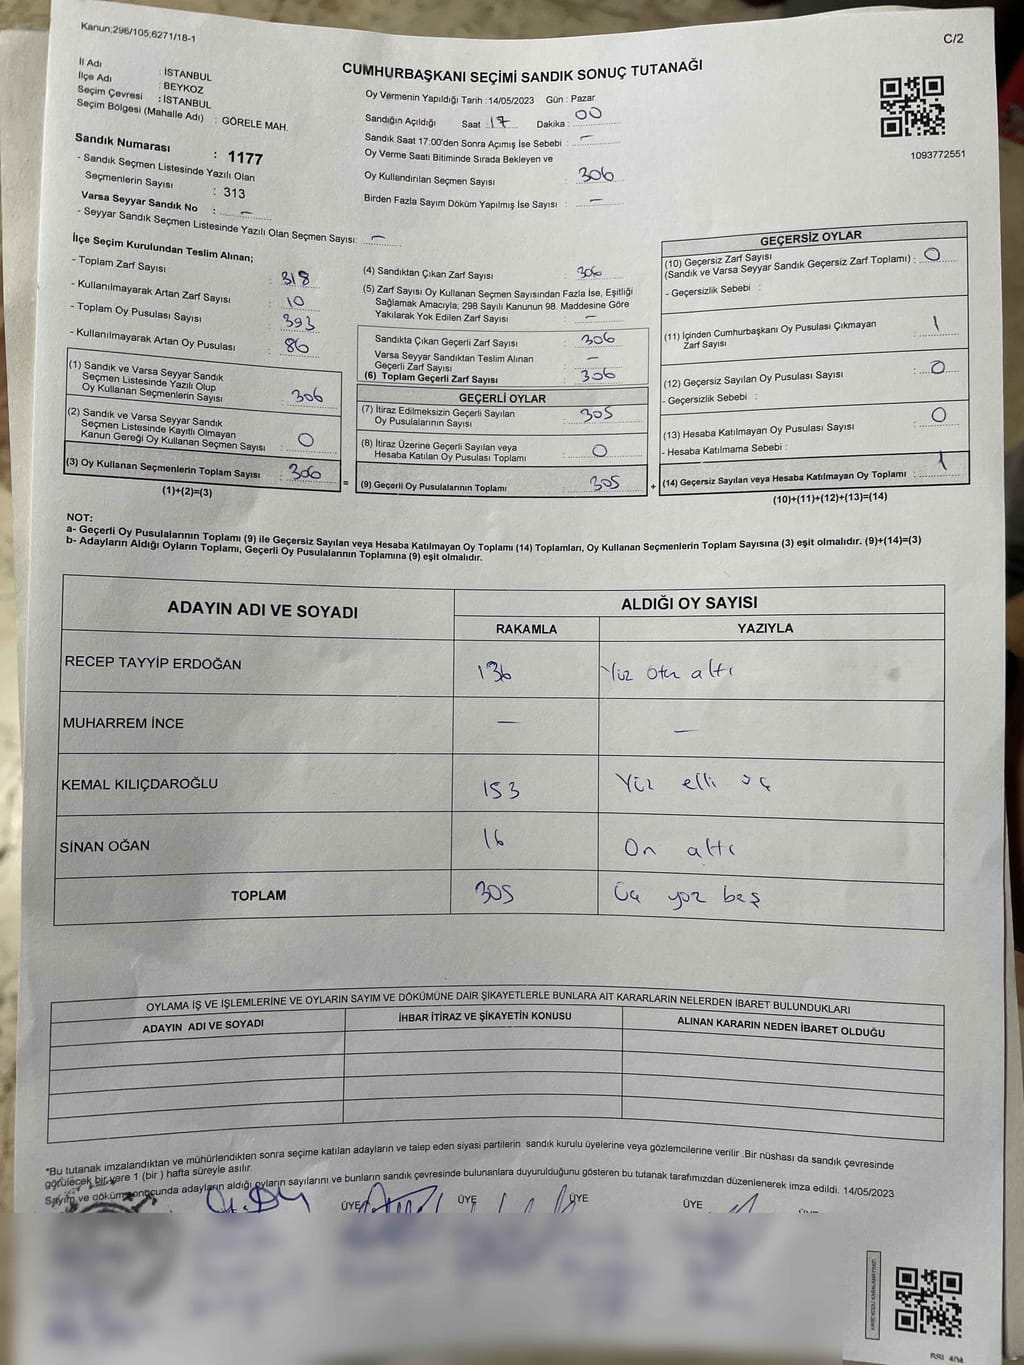 Kanun;298/105;6271/18-1
C/2
İl Adı : İSTANBUL
İlçe Adı : BEYKOZ
Seçim Çevresi : İSTANBUL
Seçim Bölgesi (Mahalle Adı) : GÖRELE MAH.
Sandık Numarası : 1177
- Sandık Seçmen Listesinde Yazılı Olan
Seçmenlerin Sayısı : 313
Varsa Seyyar Sandık No : -
- Seyyar Sandık Seçmen Listesinde Yazılı Olan Seçmen Sayısı: -
CUMHURBAŞKANI SEÇİMİ SANDIK SONUÇ TUTANAĞI
Oy Vermenin Yapıldığı Tarih : 14/05/2023 Gün : Pazar
Sandığın Açıldığı Saat : 17 Dakika : 00
Sandık Saat 17:00'den Sonra Açımış İse Sebebi : -
Oy Verme Saati Bitiminde Sırada Bekleyen ve
Oy Kullandırılan Seçmen Sayısı : 306
Birden Fazla Sayım Döküm Yapılmış İse Sayısı : -
1093772551
İlçe Seçim Kurulundan Teslim Alınan;
- Toplam Zarf Sayısı : 318
- Kullanılmayarak Artan Zarf Sayısı : 10
- Toplam Oy Pusulası Sayısı : 393
- Kullanılmayarak Artan Oy Pusulası : 86
(1) Sandık ve Varsa Seyyar Sandık
Seçmen Listesinde Yazılı Olup
Oy Kullanan Seçmenlerin Sayısı : 306
(2) Sandık ve Varsa Seyyar Sandık
Seçmen Listesinde Kayıtlı Olmayan
Kanun Gereği Oy Kullanan Seçmen Sayısı : 0
(3) Oy Kullanan Seçmenlerin Toplam Sayısı : 306
(1)+(2)=(3)
=
(4) Sandıktan Çıkan Zarf Sayısı : 306
(5) Zarf Sayısı Oy Kullanan Seçmen Sayısından Fazla İse, Eşitliği
Sağlamak Amacıyla, 298 Sayılı Kanunun 98. Maddesine Göre
Yakılarak Yok Edilen Zarf Sayısı : -
Sandıkta Çıkan Geçerli Zarf Sayısı : 306
Varsa Seyyar Sandıktan Teslim Alınan
Geçerli Zarf Sayısı : -
(6) Toplam Geçerli Zarf Sayısı : 306
GEÇERLİ OYLAR
(7) İtiraz Edilmeksizin Geçerli Sayılan
Oy Pusulalarının Sayısı : 305
(8) İtiraz Üzerine Geçerli Sayılan veya
Hesaba Katılan Oy Pusulası Toplamı : 0
(9) Geçerli Oy Pusulalarının Toplamı : 305
+
GEÇERSİZ OYLAR
(10) Geçersiz Zarf Sayısı
(Sandık ve Varsa Seyyar Sandık Geçersiz Zarf Toplamı) : 0
- Geçersizlik Sebebi :
(11) İçinden Cumhurbaşkanı Oy Pusulası Çıkmayan
Zarf Sayısı : 1
(12) Geçersiz Sayılan Oy Pusulası Sayısı : 0
- Geçersizlik Sebebi :
(13) Hesaba Katılmayan Oy Pusulası Sayısı : 0
- Hesaba Katılmama Sebebi :
(14) Geçersiz Sayılan veya Hesaba Katılmayan Oy Toplamı : 1
(10)+(11)+(12)+(13)=(14)
NOT:
a- Geçerli Oy Pusulalarının Toplamı (9) ile Geçersiz Sayılan veya Hesaba Katılmayan Oy Toplamı (14) Toplamları, Oy Kullanan Seçmenlerin Toplam Sayısına (3) eşit olmalıdır. (9)+(14)=(3)
b- Adayların Aldığı Oyların Toplamı, Geçerli Oy Pusulalarının Toplamına (9) eşit olmalıdır.
ADAYIN ADI VE SOYADI ALDIĞI OY SAYISI
RAKAMLA YAZIYLA
RECEP TAYYİP ERDOĞAN 136 Yüz otu altı
MUHARREM İNCE - -
KEMAL KILIÇDAROĞLU 153 Yüz elli üç
SİNAN OĞAN 16 On altı
TOPLAM 305 Üç yüz beş
OYLAMA İŞ VE İŞLEMLERİNE VE OYLARIN SAYIM VE DÖKÜMÜNE DAİR ŞİKAYETLERLE BUNLARA AİT KARARLARIN NELERDEN İBARET BULUNDUKLARI
ADAYIN ADI VE SOYADI İHBAR İTİRAZ VE ŞİKAYETİN KONUSU ALINAN KARARIN NEDEN İBARET OLDUĞU
*Bu tutanak imzalandıktan ve mühürlendikten sonra seçime katılan adayların ve talep eden siyasi partilerin sandık kurulu üyelerine veya gözlemcilerine verilir .Bir nüshası da sandık çevresinde
görülecek bir yere 1 (bir ) hafta süreyle asılır.
Sayım ve döküm sonucunda adayların aldığı oyların sayılarını ve bunların sandık çevresinde bulunanlara duyurulduğunu gösteren bu tutanak tarafımızdan düzenlenerek imza edildi. 14/05/2023
ÜYE ÜYE ÜYE ÜYE